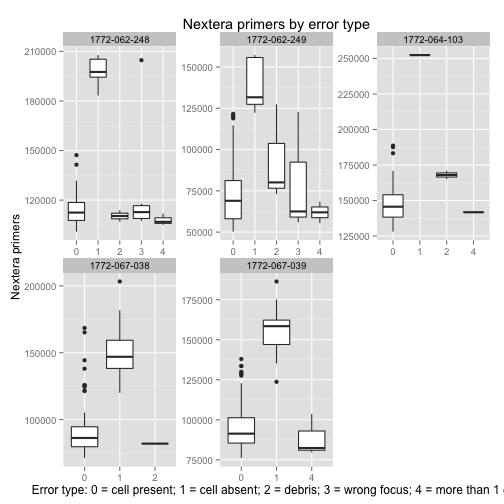 Nextera primers by error type
1772-062-248 1772-062-249 1772-064-103
210000 180000 150000 120000
150000 125000 100000 75000 50000
250000 225000 200000 175000 150000 125000
0 1 2 3 4 0 1 2 3 4 0 1 2 4
Nextera primers
1772-067-038 1772-067-039
200000 150000 100000
175000 150000 125000 100000 75000
0 1 2 0 1 4
Error type: 0 = cell present; 1 = cell absent; 2 = debris; 3 = wrong focus; 4 = more than 1